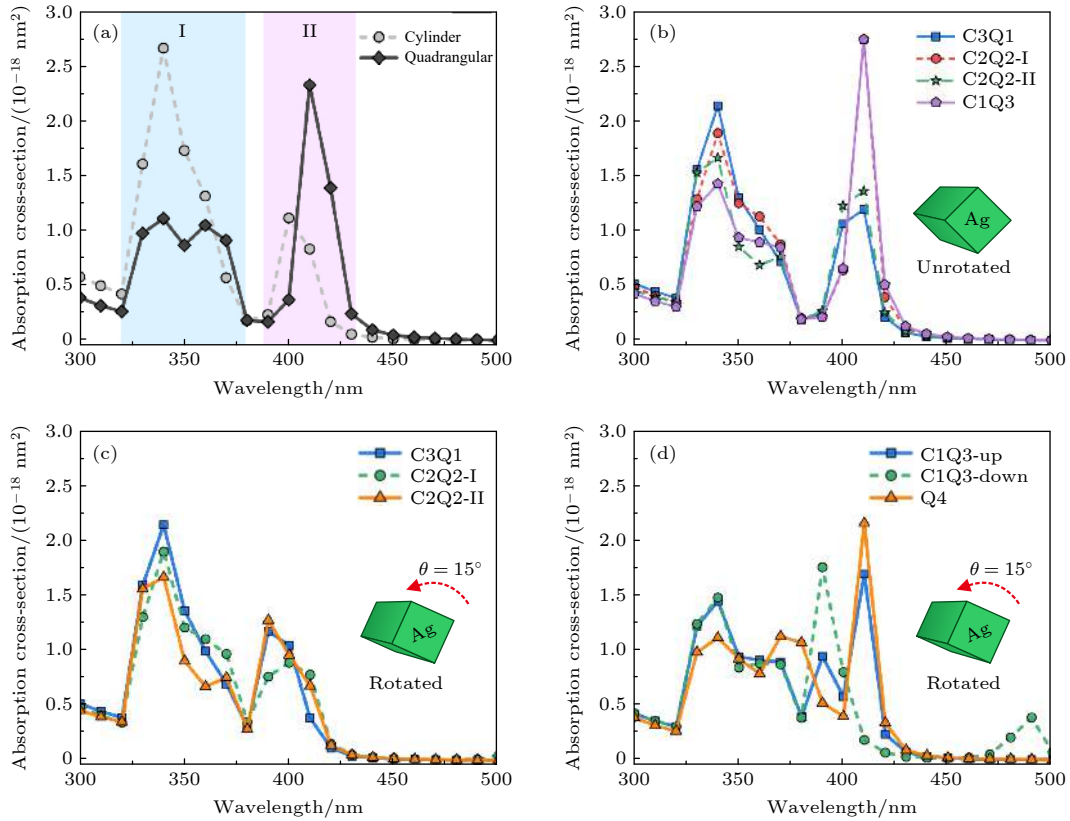 (a)
I
II
Cylinder
Quadrangular
3.0
2.5
2.0
1.5
1.0
0.5
0
300
350
400
450
500
Absorption cross-section/(10⁻¹⁸ nm²)
Wavelength/nm
(b)
C3Q1
C2Q2-I
C2Q2-II
C1Q3
Ag
Unrotated
3.0
2.5
2.0
1.5
1.0
0.5
0
300
350
400
450
500
Absorption cross-section/(10⁻¹⁸ nm²)
Wavelength/nm
(c)
C3Q1
C2Q2-I
C2Q2-II
θ = 15°
Ag
Rotated
3.0
2.5
2.0
1.5
1.0
0.5
0
300
350
400
450
500
Absorption cross-section/(10⁻¹⁸ nm²)
Wavelength/nm
(d)
C1Q3-up
C1Q3-down
Q4
θ = 15°
Ag
Rotated
3.0
2.5
2.0
1.5
1.0
0.5
0
300
350
400
450
500
Absorption cross-section/(10⁻¹⁸ nm²)
Wavelength/nm